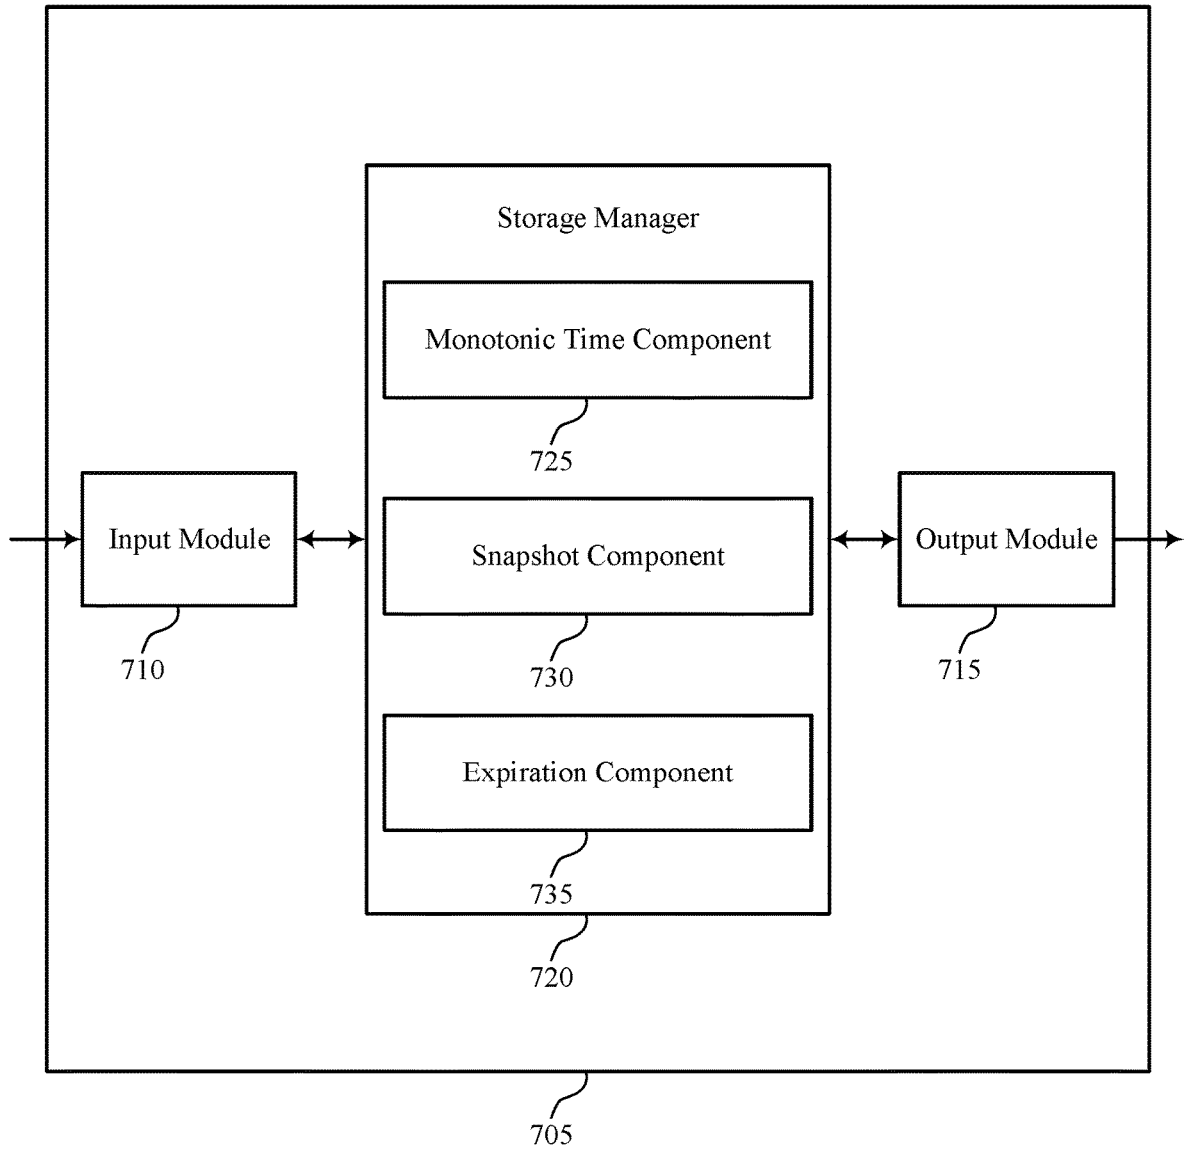 Storage Manager
Monotonic Time Component
725
Input Module
710
Snapshot Component
730
Output Module
715
Expiration Component
735
720
705